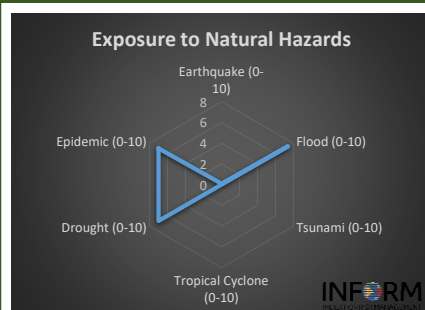 Exposure to Natural Hazards
Earthquake (0-
10)
8
6
4
2
0
Epidemic (0-10)
Flood (0-10)
Drought (0-10)
Tsunami (0-10)
Tropical Cyclone
(0-10)
INFORM